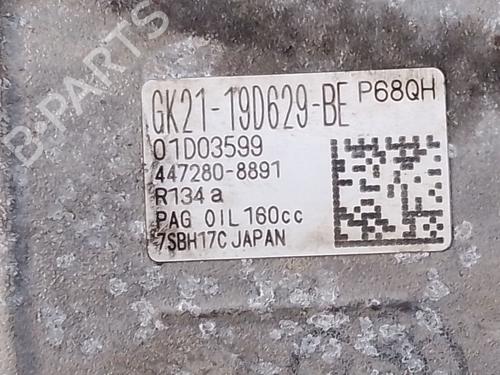 B-PARTS
GK21-19D629-BE P68QH
01D03599
447280-8891
R134a
PAG OIL 160cc
7SBH17C JAPAN